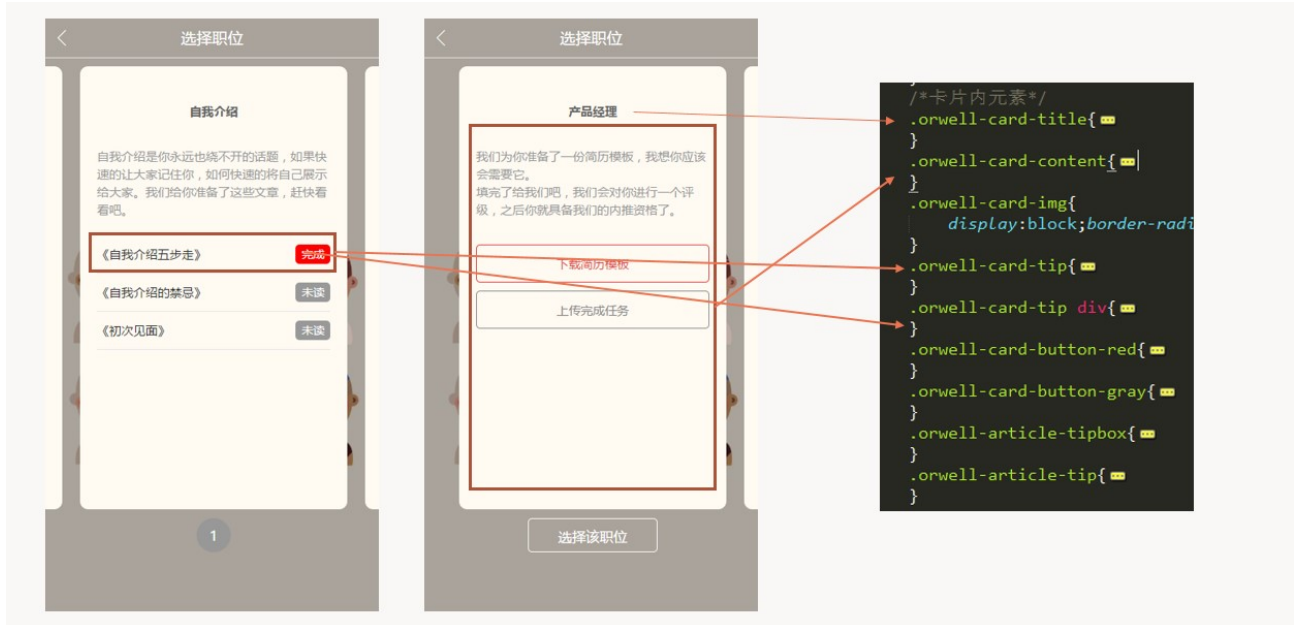 选择职位
自我介绍
自我介绍是你永远也绕不开的话题，如果快
速的让大家记住你，如何快速的将自己展示
给大家。我们给你准备了这些文章，赶快看
看吧。
《自我介绍五步走》 完成
《自我介绍的禁忌》 未读
《初次见面》 未读
1
选择职位
产品经理
我们为你准备了一份简历模板，我想你应该
会需要它。
填完了给我们吧，我们会对你进行一个评
级，之后你就具备我们的内推资格了。
下载简历模板
上传完成任务
选择该职位
/*卡片内元素*/
.orwell-card-title{
}
.orwell-card-content{
}
.orwell-card-img{
display:block;border-radi
}
.orwell-card-tip{
}
.orwell-card-tip div{
}
.orwell-card-button-red{
}
.orwell-card-button-gray{
}
.orwell-article-tipbox{
}
.orwell-article-tip{
}